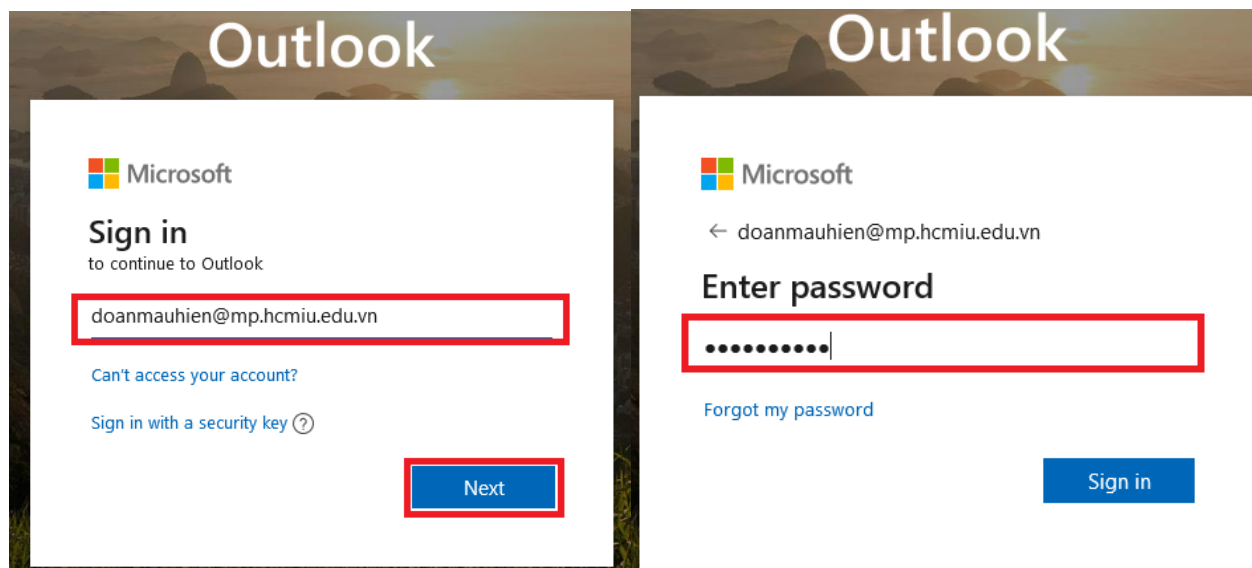 Outlook
Microsoft
Sign in
to continue to Outlook
doanmauhien@mp.hcmiu.edu.vn
Can't access your account?
Sign in with a security key ?
Next
Outlook
Microsoft
← doanmauhien@mp.hcmiu.edu.vn
Enter password
••••••••••
Forgot my password
Sign in